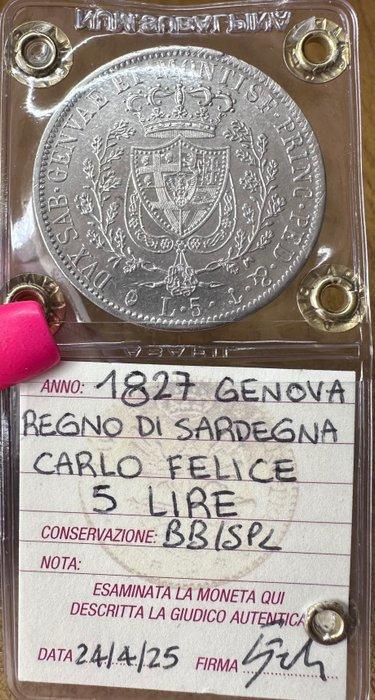 DVX·SAB·GENVAE ET MONTISF·PRINC·PED·&·
L·5·
ANNO: 1827 GENOVA
REGNO DI SARDEGNA
CARLO FELICE
5 LIRE
CONSERVAZIONE: BB/SPL
NOTA:
ESAMINATA LA MONETA QUI
DESCRITTA LA GIUDICO AUTENTICA
DATA 24/4/25 FIRMA